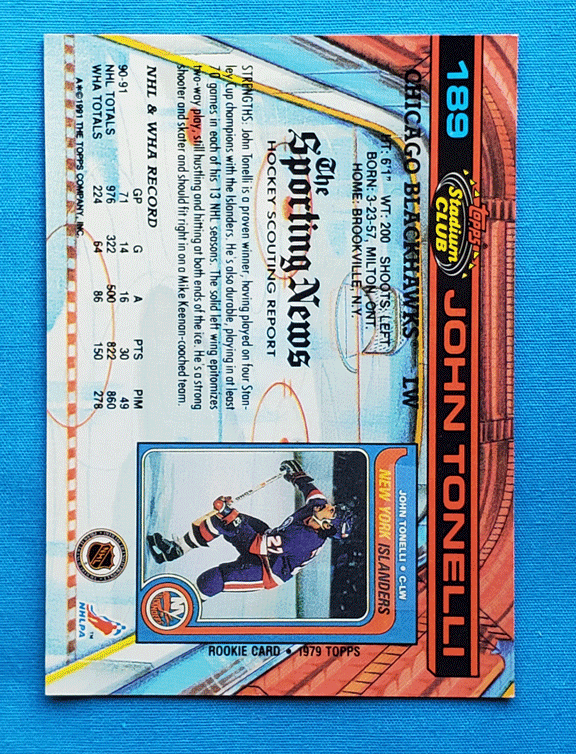 189
Topps
Stadium
CLUB
JOHN TONELLI
CHICAGO BLACKHAWKS LW
HT: 6'1" WT: 200 SHOOTS: LEFT
BORN: 3-23-57, MILTON, ONT.
HOME: BROOKVILLE, N.Y.
The
Sporting News
HOCKEY SCOUTING REPORT
STRENGTHS: John Tonelli is a proven winner, having played on four Stan-
ley Cup champions with the Islanders. He's also durable, playing in at least
70 games in each of his 13 NHL seasons. The solid left wing epitomizes
two-way play, still hustling and hitting at both ends of the ice. He's a strong
shooter and skater and should fit right in on a Mike Keenan-coached team.
NHL & WHA RECORD
GP G A PTS PIM
90-91 71 14 16 30 49
NHL TOTALS 976 322 500 822 860
WHA TOTALS 224 64 86 150 278
A*©1991 THE TOPPS COMPANY, INC.
JOHN TONELLI • C-LW
NEW YORK ISLANDERS
27
NY
ROOKIE CARD • 1979 TOPPS
NHL
NHLPA™